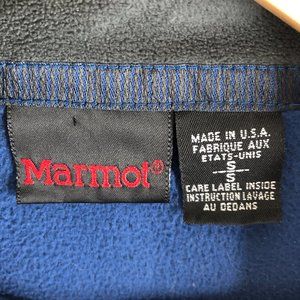 Marmot®
MADE IN U.S.A.
FABRIQUE AUX
ETATS-UNIS
S
S
CARE LABEL INSIDE
INSTRUCTION LAVAGE
AU DEDANS